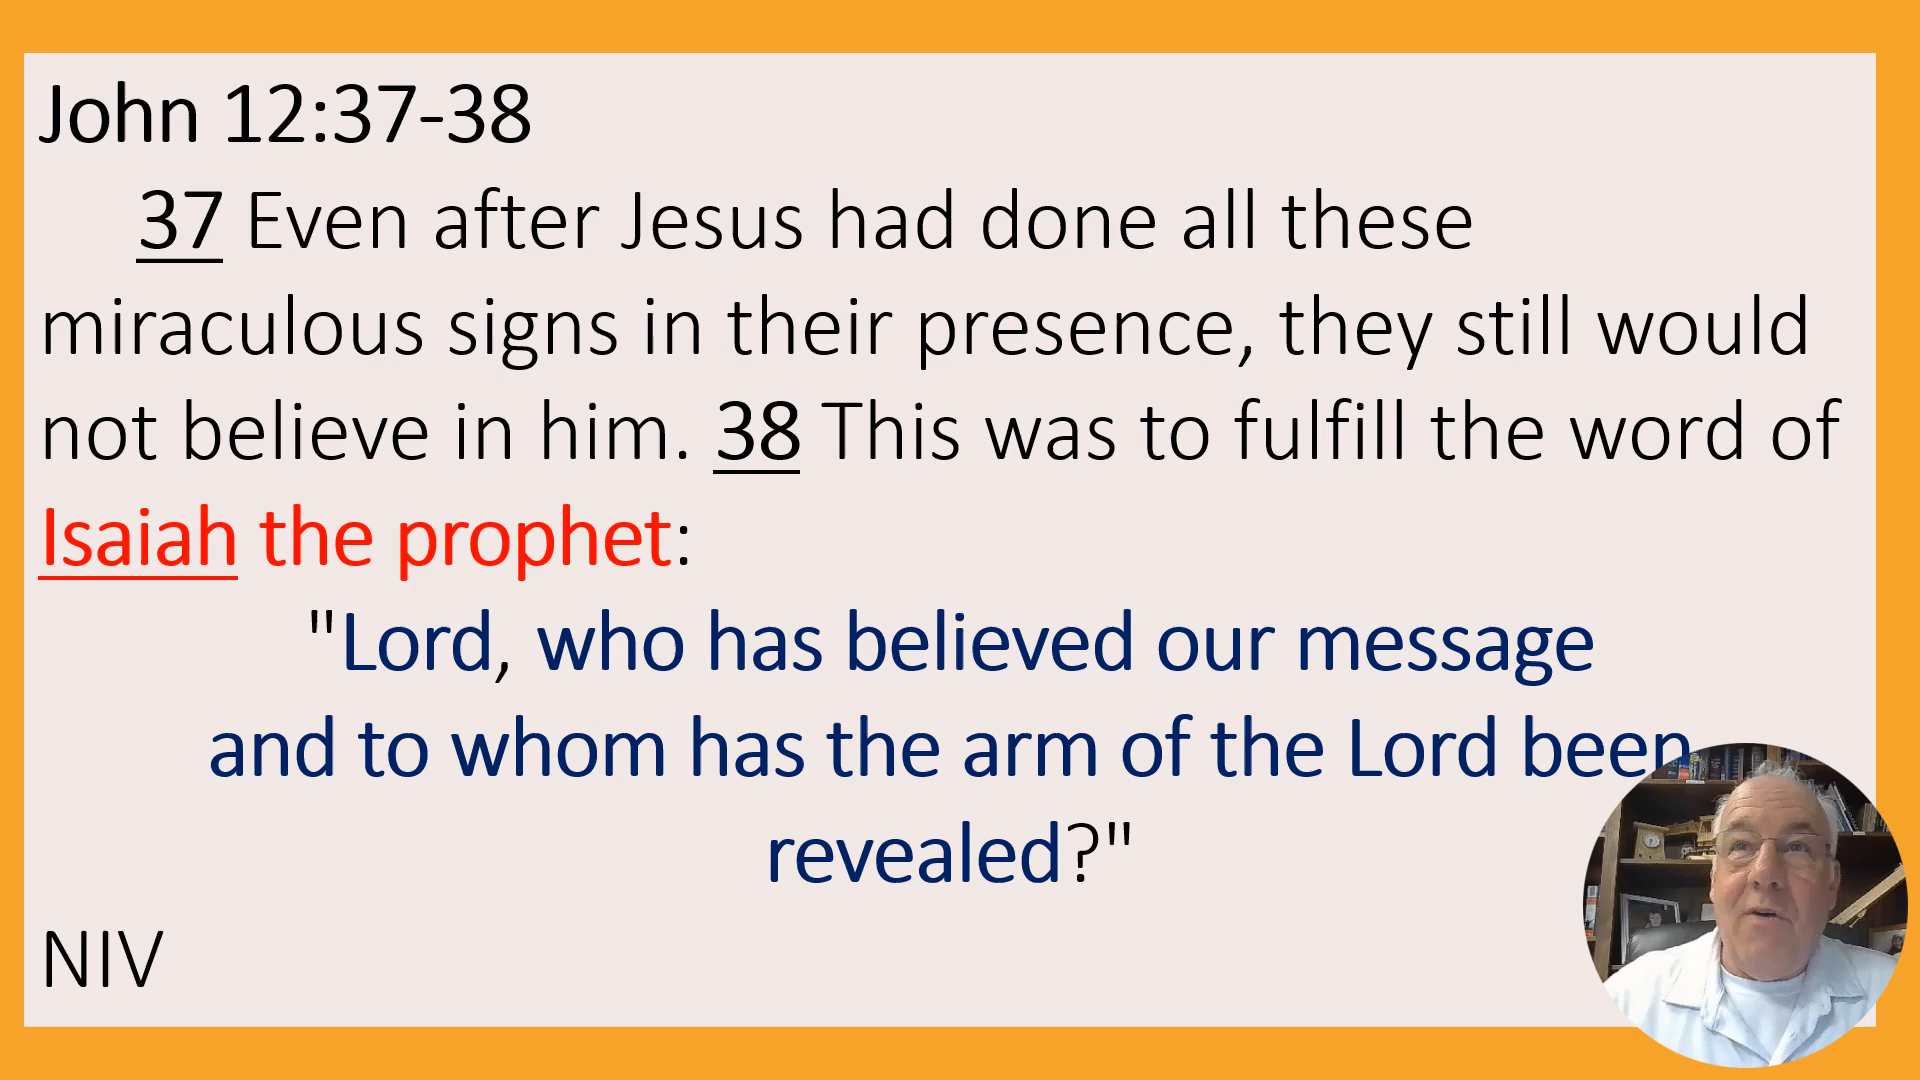 John 12:37-38
37 Even after Jesus had done all these
miraculous signs in their presence, they still would
not believe in him. 38 This was to fulfill the word of
Isaiah the prophet:
"Lord, who has believed our message
and to whom has the arm of the Lord been
revealed?"
NIV